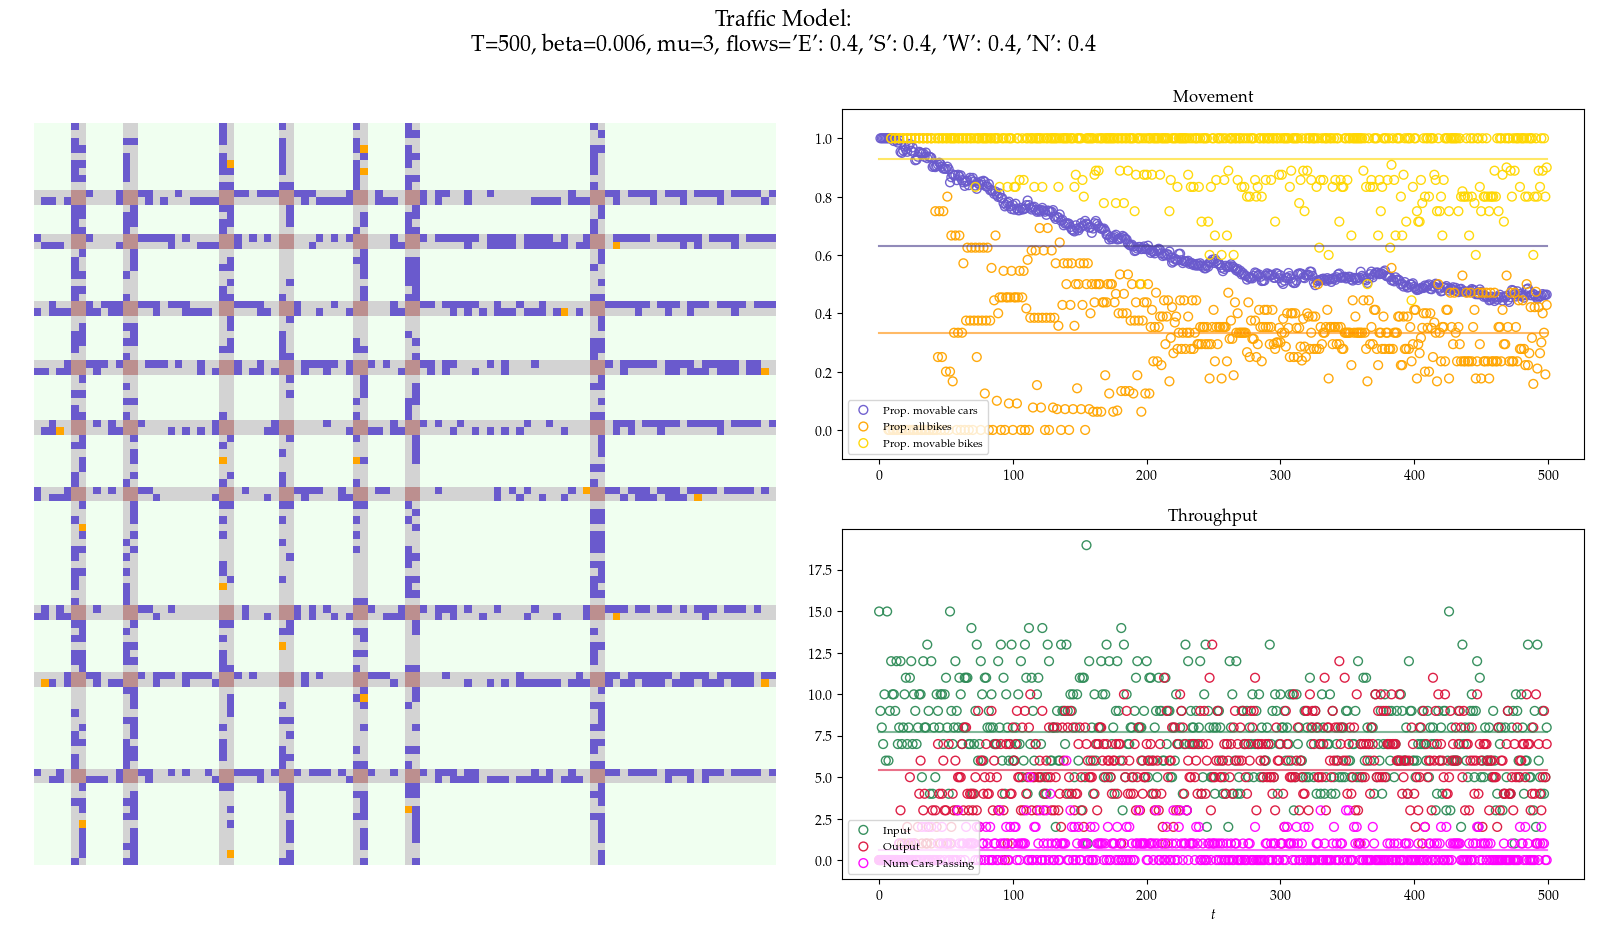 Traffic Model:
T=500, beta=0.006, mu=3, flows='E': 0.4, 'S': 0.4, 'W': 0.4, 'N': 0.4
Movement
1.0
0.8
0.6
0.4
0.2
0.0
Prop. movable cars
Prop. all bikes
Prop. movable bikes
0
100
200
300
400
500
Throughput
17.5
15.0
12.5
10.0
7.5
5.0
2.5
0.0
Input
Output
Num Cars Passing
0
100
200
300
400
500
t